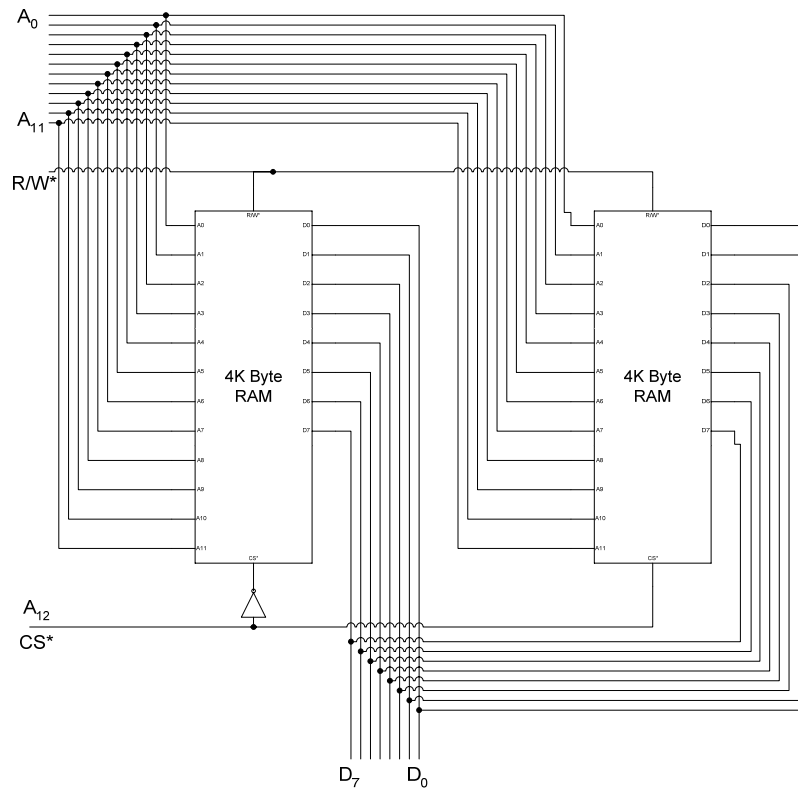 A0
A11
R/W*
R/W*
R/W*
A0
A1
A2
A3
A4
A5
A6
A7
A8
A9
A10
A11
D0
D1
D2
D3
D4
D5
D6
D7
4K Byte
RAM
CS*
A0
A1
A2
A3
A4
A5
A6
A7
A8
A9
A10
A11
D0
D1
D2
D3
D4
D5
D6
D7
4K Byte
RAM
CS*
A12
CS*
D7 D0